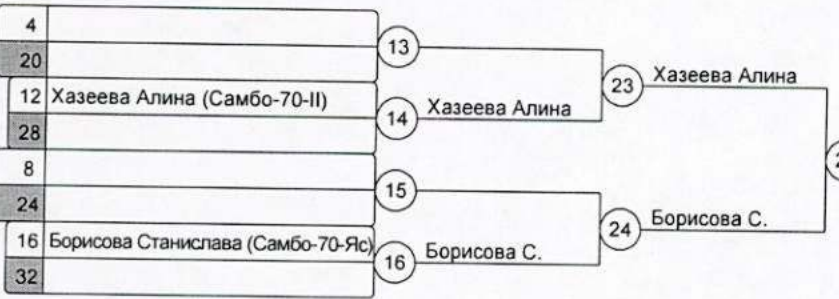 4
13
20
23 Хазеева Алина
12 Хазеева Алина (Самбо-70-II)
14 Хазеева Алина
28
8
15
24
24 Борисова С.
16 Борисова Станислава (Самбо-70-Яс)
16 Борисова С.
32